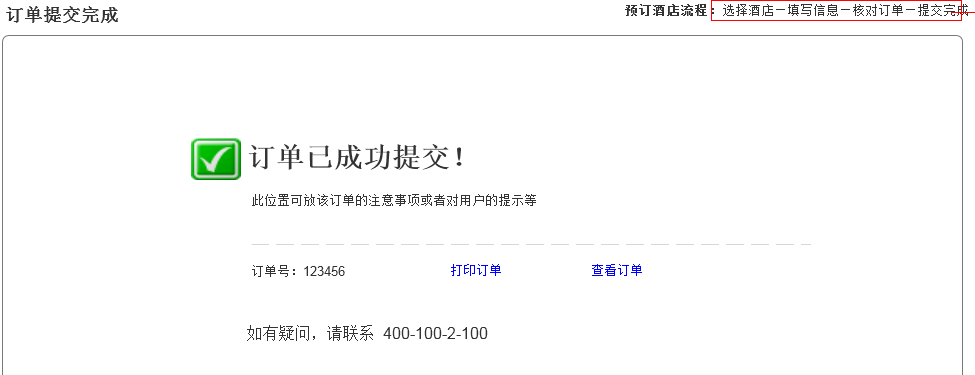 订单提交完成
预订酒店流程：选择酒店－填写信息－核对订单－提交完成
订单已成功提交！
此位置可放该订单的注意事项或者对用户的提示等
订单号：123456 打印订单 查看订单
如有疑问，请联系 400-100-2-100